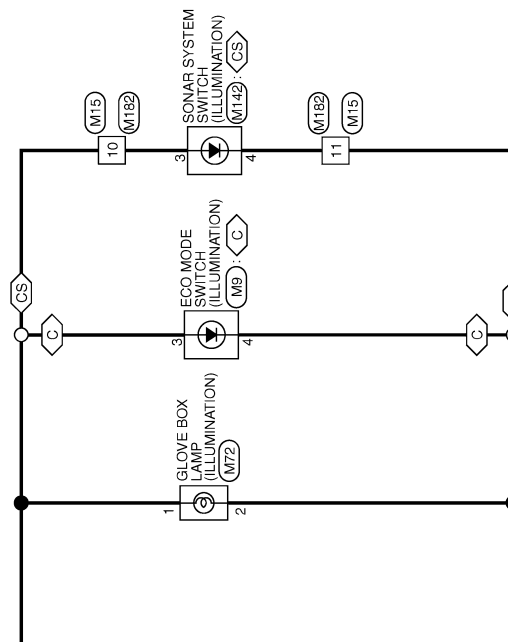 M15
M182
10
3
SONAR SYSTEM
SWITCH
(ILLUMINATION)
M142 : CS
4
M182
M15
11
CS
C
3
ECO MODE
SWITCH
(ILLUMINATION)
M9 : C
4
C
1
GLOVE BOX
LAMP
(ILLUMINATION)
M72
2